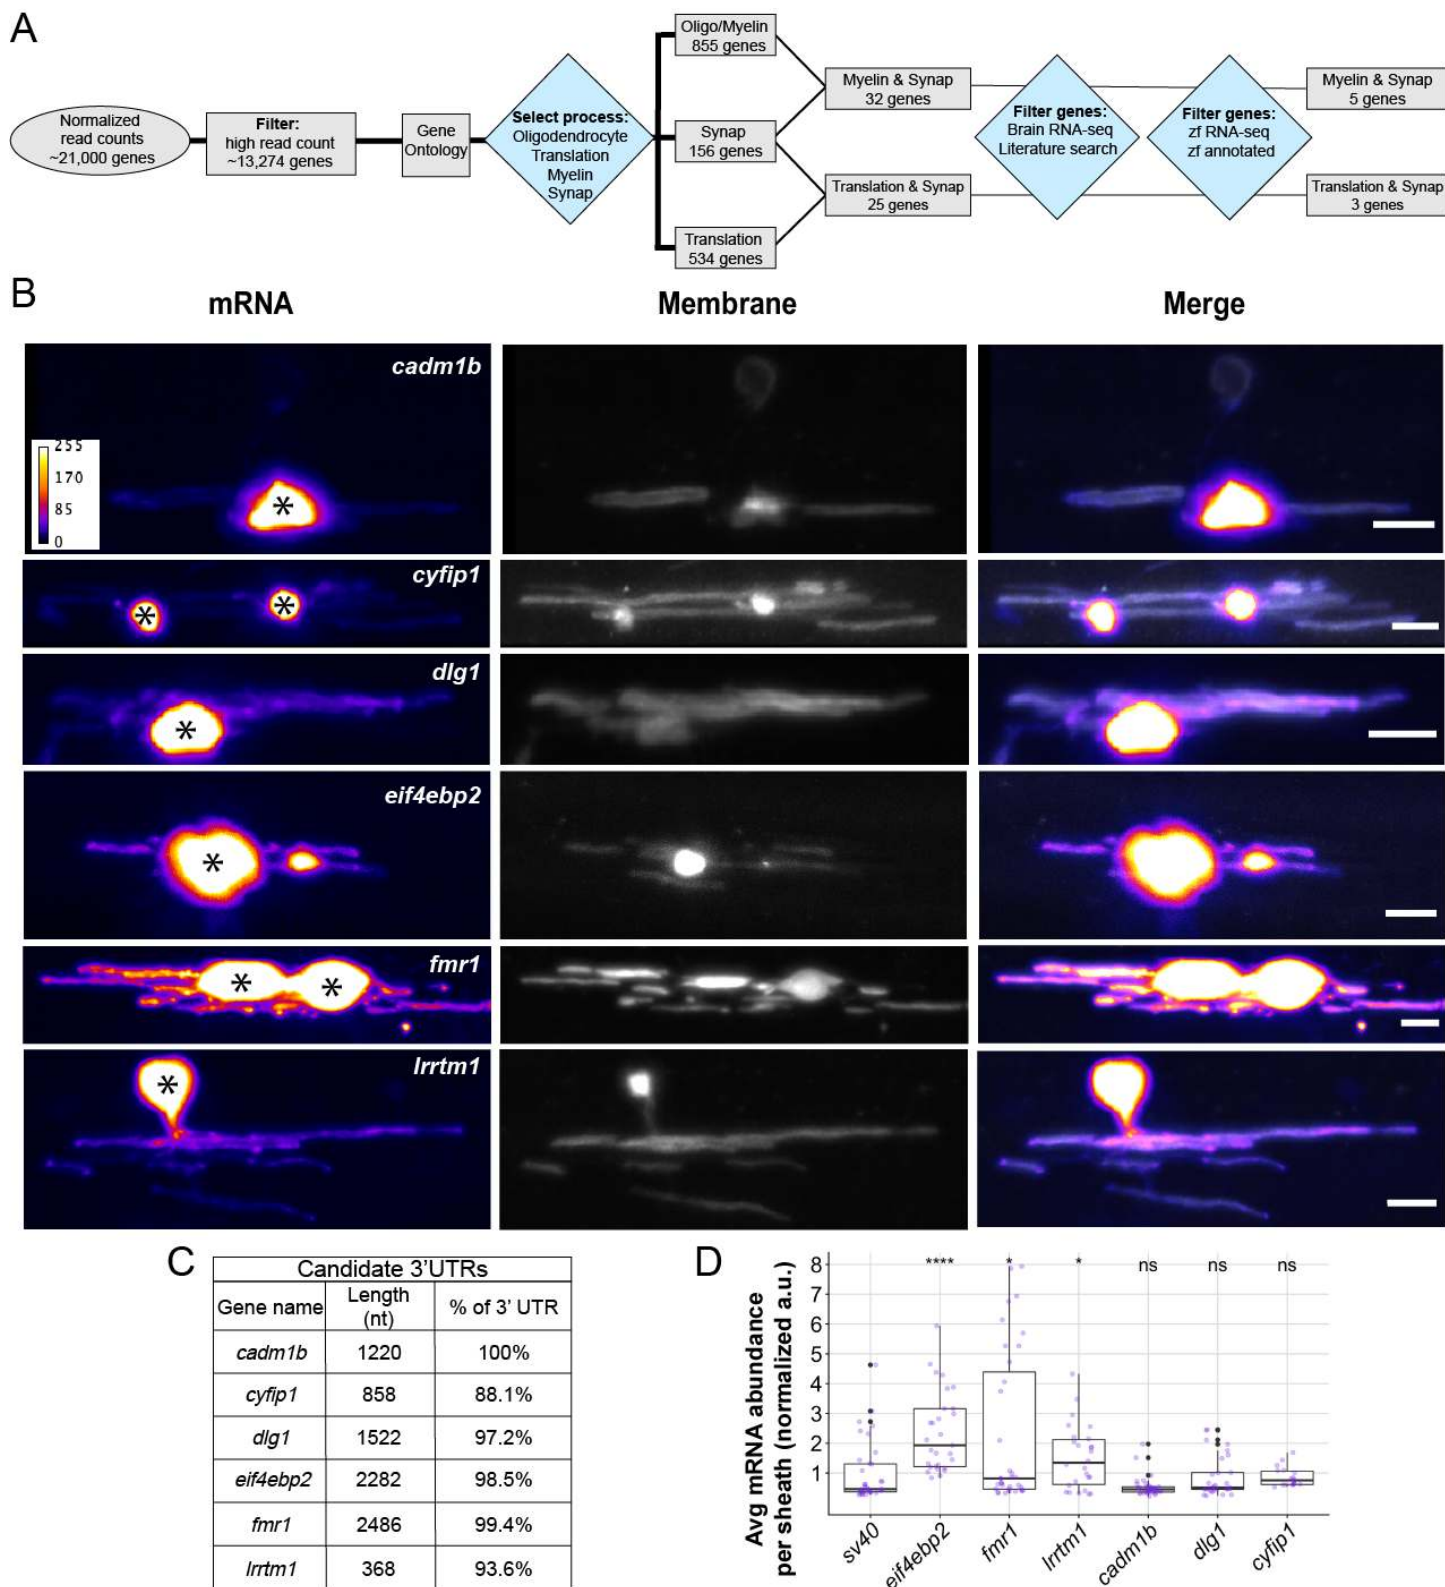 A
Normalized
read counts
~21,000 genes
Filter:
high read count
~13,274 genes
Gene
Ontology
Select process:
Oligodendrocyte
Translation
Myelin
Synap
Oligo/Myelin
855 genes
Synap
156 genes
Translation
534 genes
Myelin & Synap
32 genes
Translation & Synap
25 genes
Filter genes:
Brain RNA-seq
Literature search
Filter genes:
zf RNA-seq
zf annotated
Myelin & Synap
5 genes
Translation & Synap
3 genes
B
mRNA Membrane Merge
cadm1b
255
170
85
0
*
cyfip1
* *
dlg1
*
eif4ebp2
*
fmr1
* *
lrrtm1
*
C
Candidate 3'UTRs
Gene name Length (nt) % of 3' UTR
cadm1b 1220 100%
cyfip1 858 88.1%
dlg1 1522 97.2%
eif4ebp2 2282 98.5%
fmr1 2486 99.4%
lrrtm1 368 93.6%
D
Avg mRNA abundance
per sheath (normalized a.u.)
8
7
6
5
4
3
2
1
**** * * ns ns ns
sv40 eif4ebp2 fmr1 lrrtm1 cadm1b dlg1 cyfip1